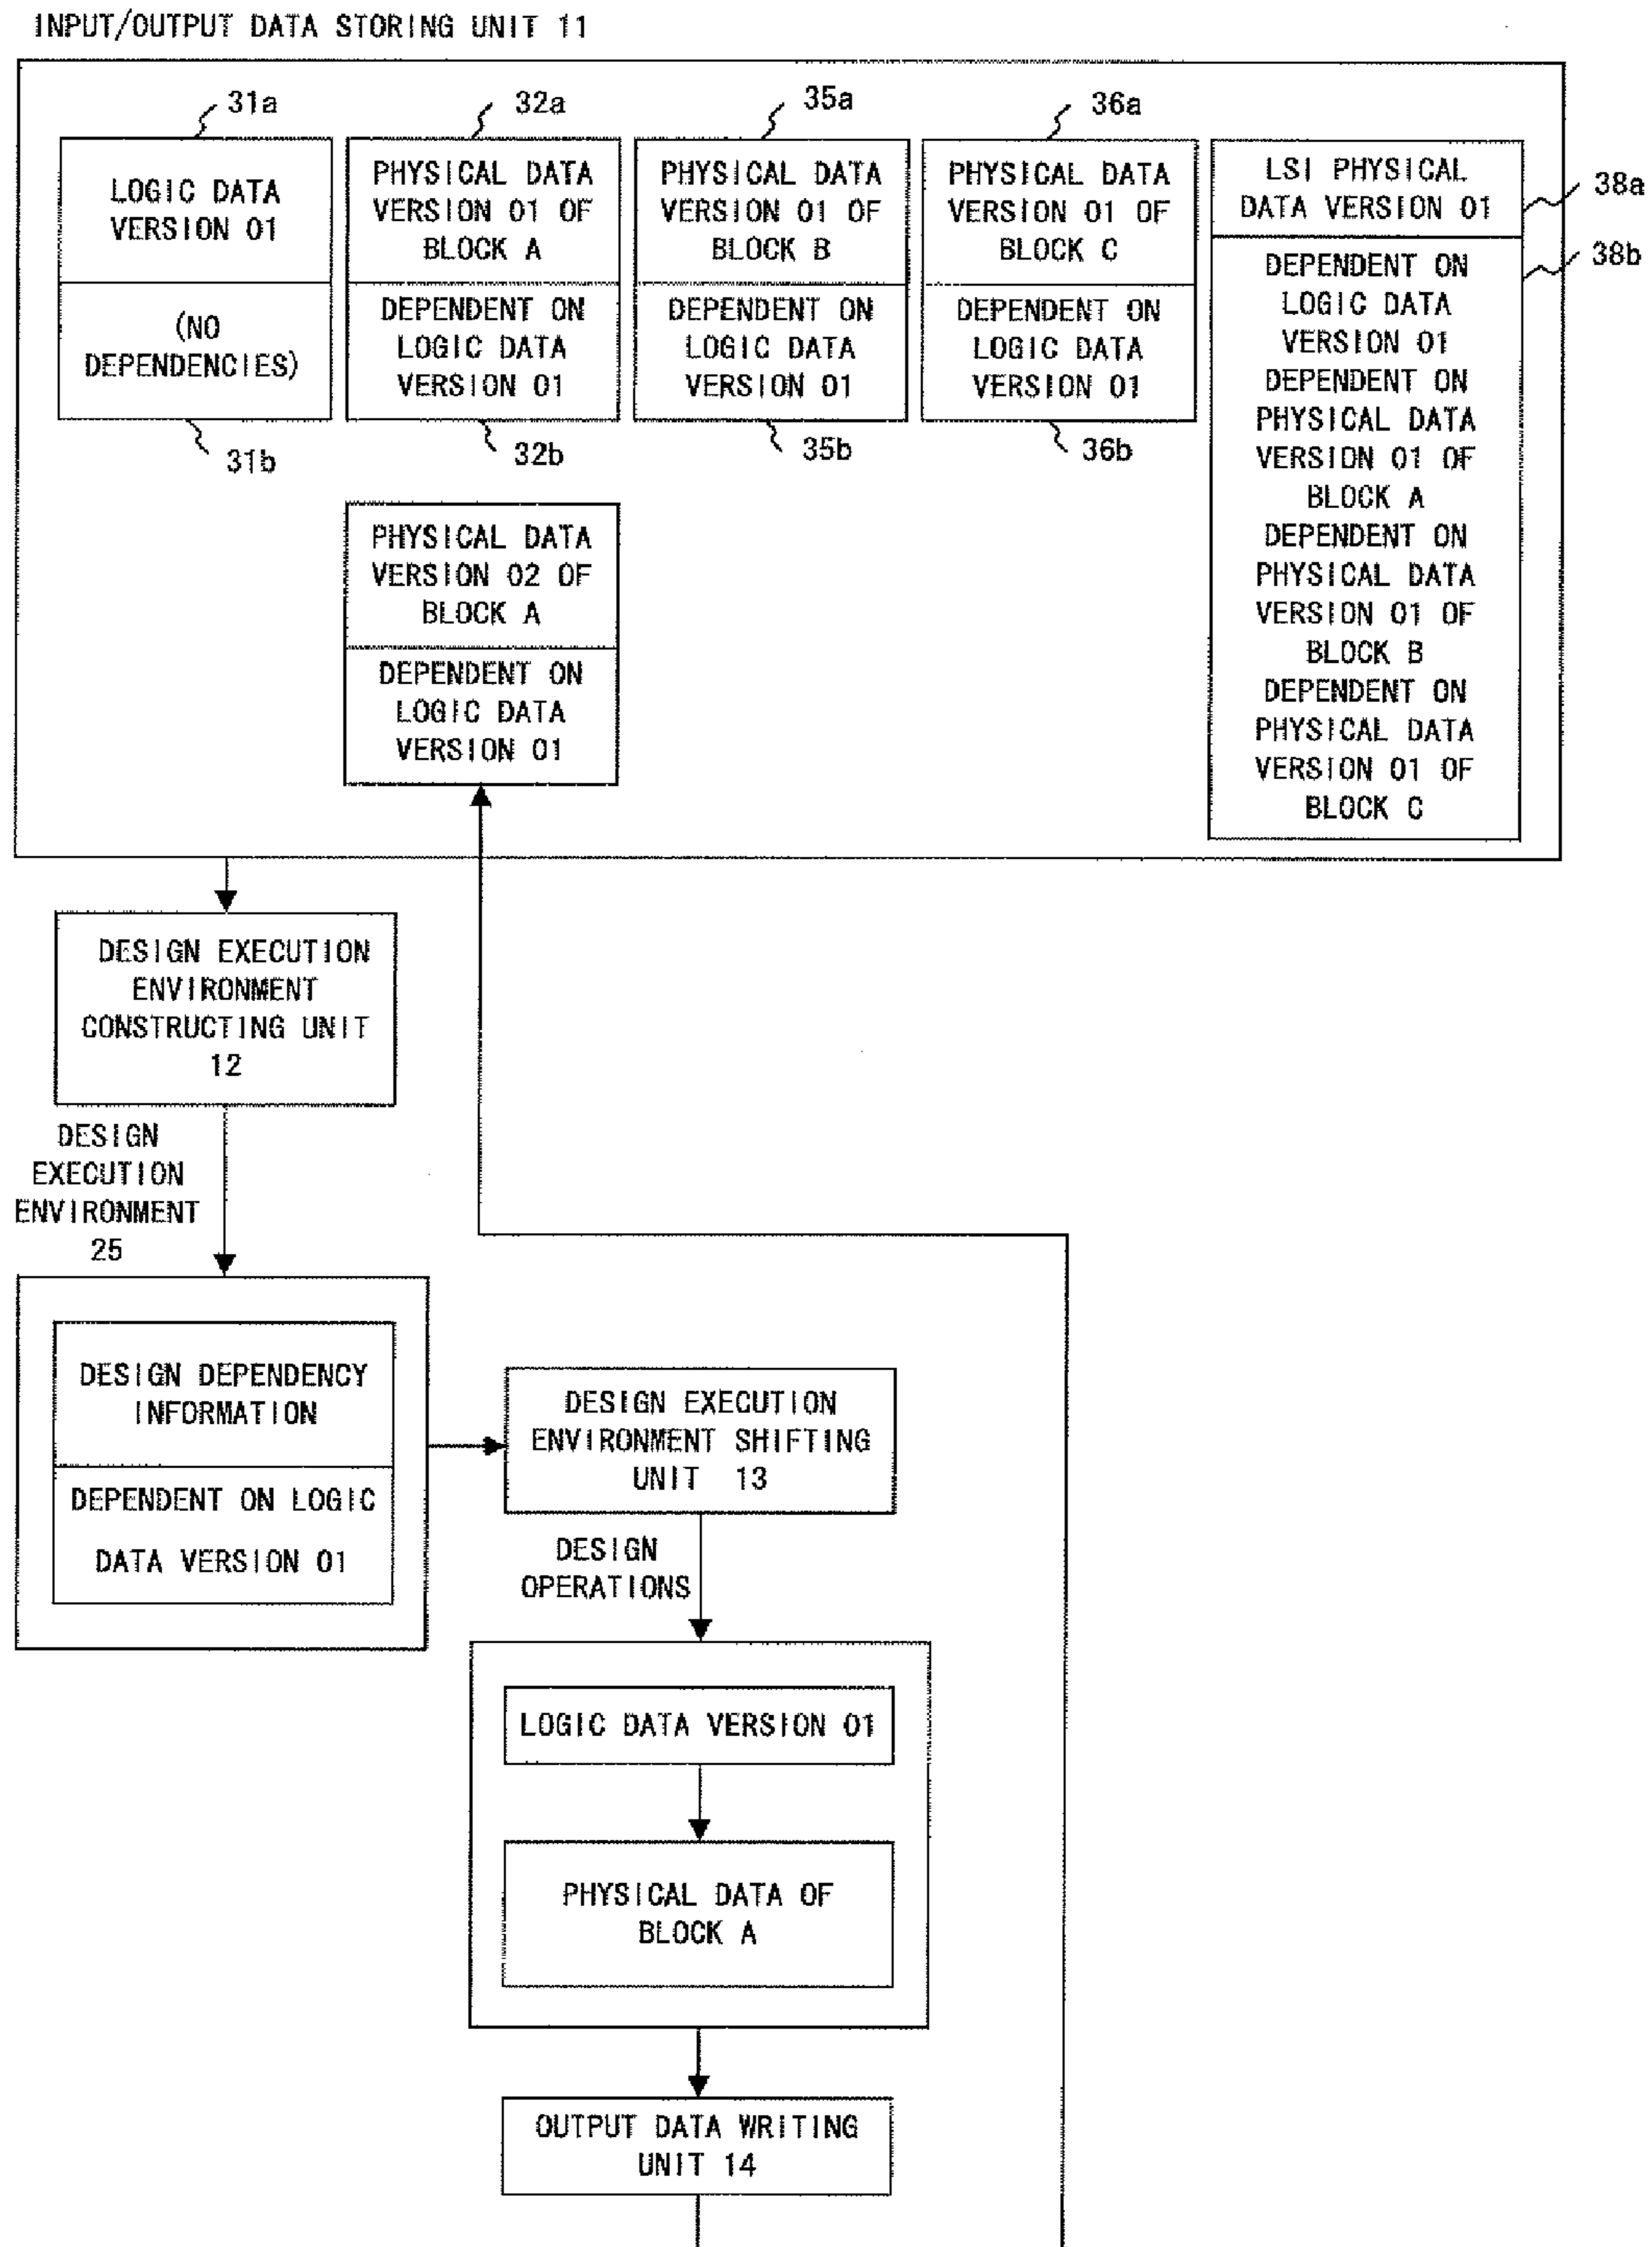 INPUT/OUTPUT DATA STORING UNIT 11
31a
LOGIC DATA
VERSION 01
(NO
DEPENDENCIES)
31b
32a
PHYSICAL DATA
VERSION 01 OF
BLOCK A
DEPENDENT ON
LOGIC DATA
VERSION 01
32b
35a
PHYSICAL DATA
VERSION 01 OF
BLOCK B
DEPENDENT ON
LOGIC DATA
VERSION 01
35b
36a
PHYSICAL DATA
VERSION 01 OF
BLOCK C
DEPENDENT ON
LOGIC DATA
VERSION 01
36b
LSI PHYSICAL
DATA VERSION 01
38a
38b
DEPENDENT ON
LOGIC DATA
VERSION 01
DEPENDENT ON
PHYSICAL DATA
VERSION 01 OF
BLOCK A
DEPENDENT ON
PHYSICAL DATA
VERSION 01 OF
BLOCK B
DEPENDENT ON
PHYSICAL DATA
VERSION 01 OF
BLOCK C
PHYSICAL DATA
VERSION 02 OF
BLOCK A
DEPENDENT ON
LOGIC DATA
VERSION 01
DESIGN EXECUTION
ENVIRONMENT
CONSTRUCTING UNIT
12
DESIGN
EXECUTION
ENVIRONMENT
25
DESIGN DEPENDENCY
INFORMATION
DEPENDENT ON LOGIC
DATA VERSION 01
DESIGN EXECUTION
ENVIRONMENT SHIFTING
UNIT 13
DESIGN
OPERATIONS
LOGIC DATA VERSION 01
PHYSICAL DATA OF
BLOCK A
OUTPUT DATA WRITING
UNIT 14